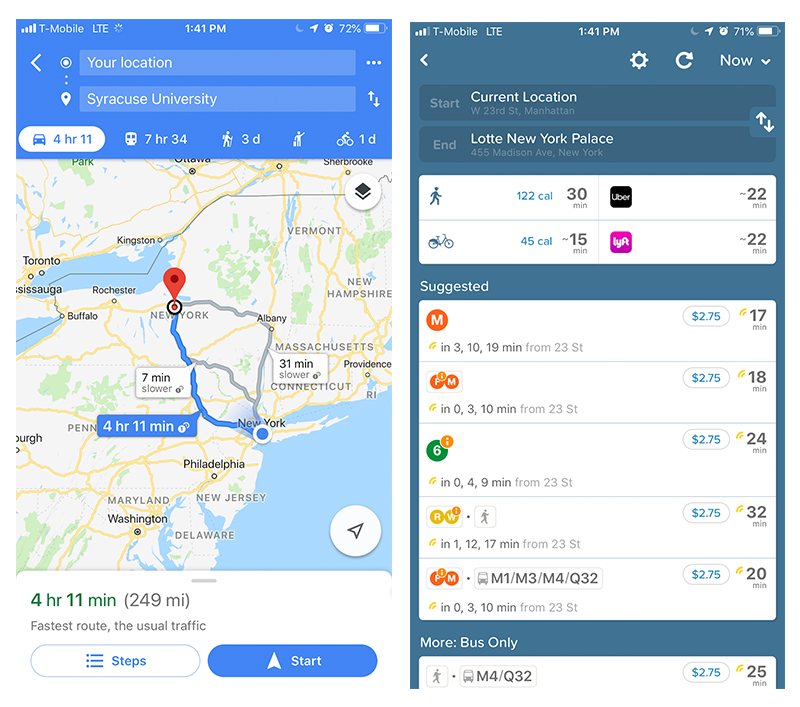 T-Mobile LTE 1:41 PM 72%
Your location
Syracuse University
4 hr 11 7 hr 34 3 d 1 d
Park
Ottawa
Sherbrooke
VERMONT
Kingston
Toronto
ssissauga
Rochester
NEW
HAMPSHIRE
Buffalo
NEW YORK
Albany
MASSACHUSETTS
31 min
slower
Providence
7 min
slower
CONNECTICUT
RI
4 hr 11 min
New York
PENN
burgh
Philadelphia
MARYLAND
NEW JERSEY
Washington
DELAWARE
4 hr 11 min (249 mi)
Fastest route, the usual traffic
Steps
Start
T-Mobile LTE 1:41 PM 71%
Now
Start Current Location
W 23rd St, Manhattan
End Lotte New York Palace
455 Madison Ave, New York
122 cal 30 min
Uber ~22 min
45 cal ~15 min
lyft ~22 min
Suggested
M $2.75 17 min
in 3, 10, 19 min from 23 St
F M $2.75 18 min
in 0, 3, 10 min from 23 St
6 $2.75 24 min
in 0, 4, 9 min from 23 St
R W • $2.75 32 min
in 1, 12, 17 min from 23 St
F M • M1/M3/M4/Q32 $2.75 20 min
in 0, 3, 10 min from 23 St
More: Bus Only
• M4/Q32 $2.75 25 min